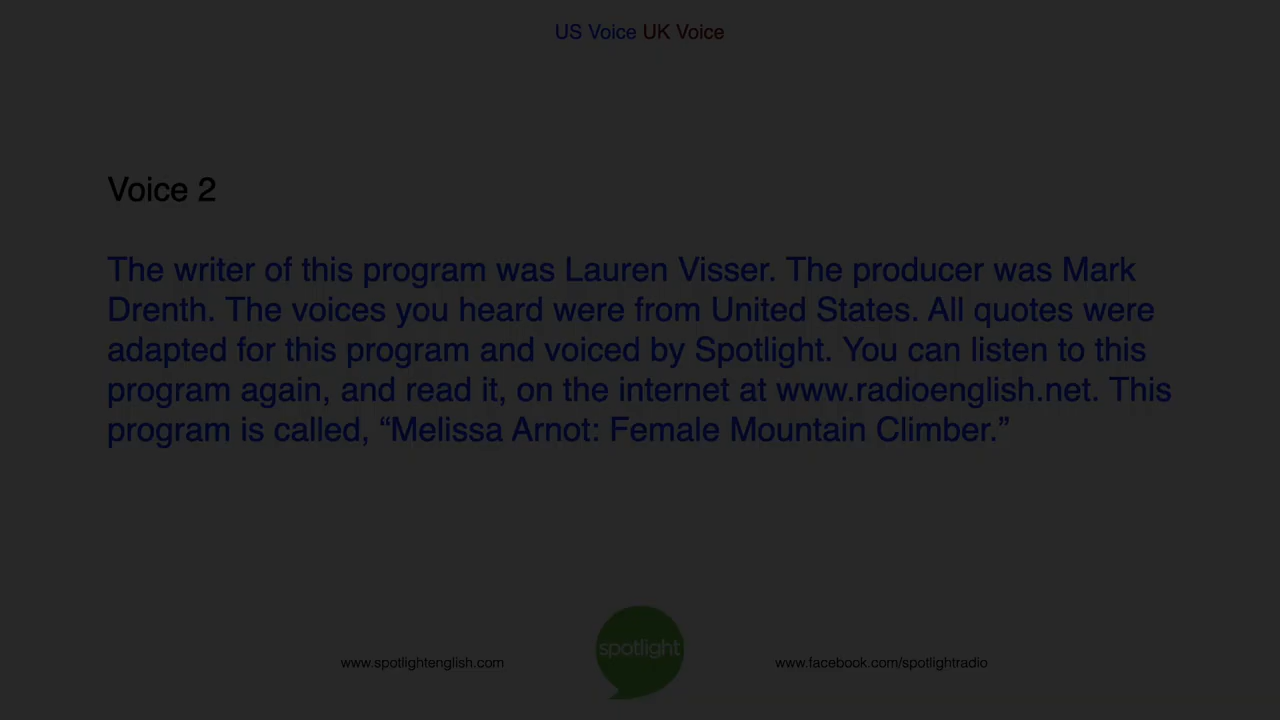 US Voice UK Voice
Voice 2
The writer of this program was Lauren Visser. The producer was Mark
Drenth. The voices you heard were from United States. All quotes were
adapted for this program and voiced by Spotlight. You can listen to this
program again, and read it, on the internet at www.radioenglish.net. This
program is called, “Melissa Arnot: Female Mountain Climber.”
spotlight
www.spotlightenglish.com
www.facebook.com/spotlightradio